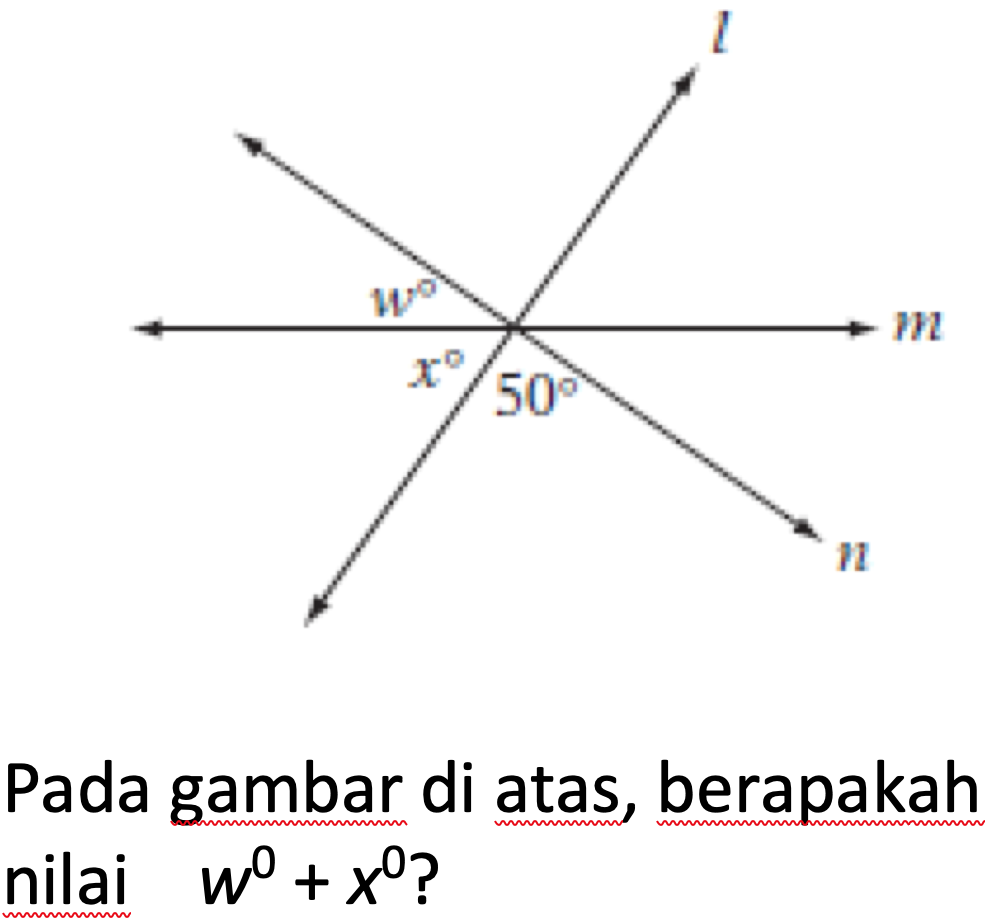 l
w°
m
x°
50°
n
Pada gambar di atas, berapakah
nilai w⁰ + x⁰?